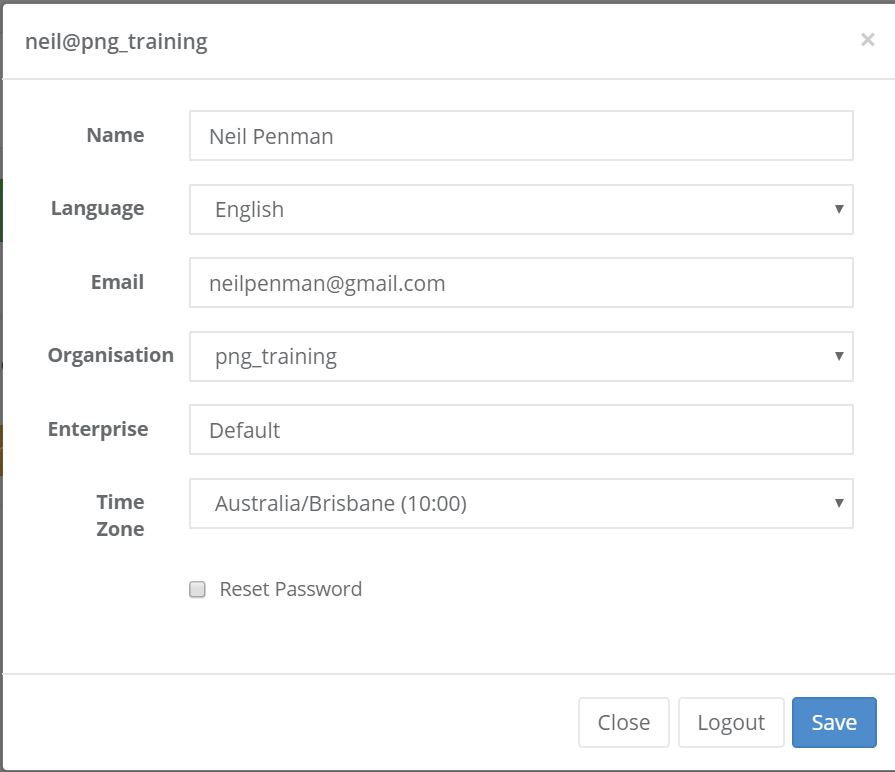 neil@png_training ×
Name Neil Penman
Language English ▼
Email neilpenman@gmail.com
Organisation png_training ▼
Enterprise Default
Time Zone Australia/Brisbane (10:00) ▼
Reset Password
Close Logout Save